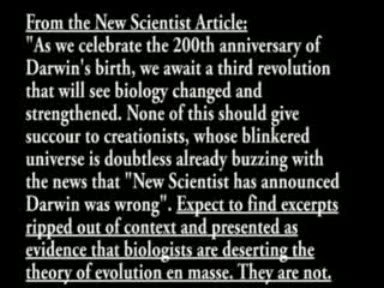 From the New Scientist Article:
"As we celebrate the 200th anniversary of
Darwin's birth, we await a third revolution
that will see biology changed and
strengthened. None of this should give
succour to creationists, whose blinkered
universe is doubtless already buzzing with
the news that "New Scientist has announced
Darwin was wrong". Expect to find excerpts
ripped out of context and presented as
evidence that biologists are deserting the
theory of evolution en masse. They are not.